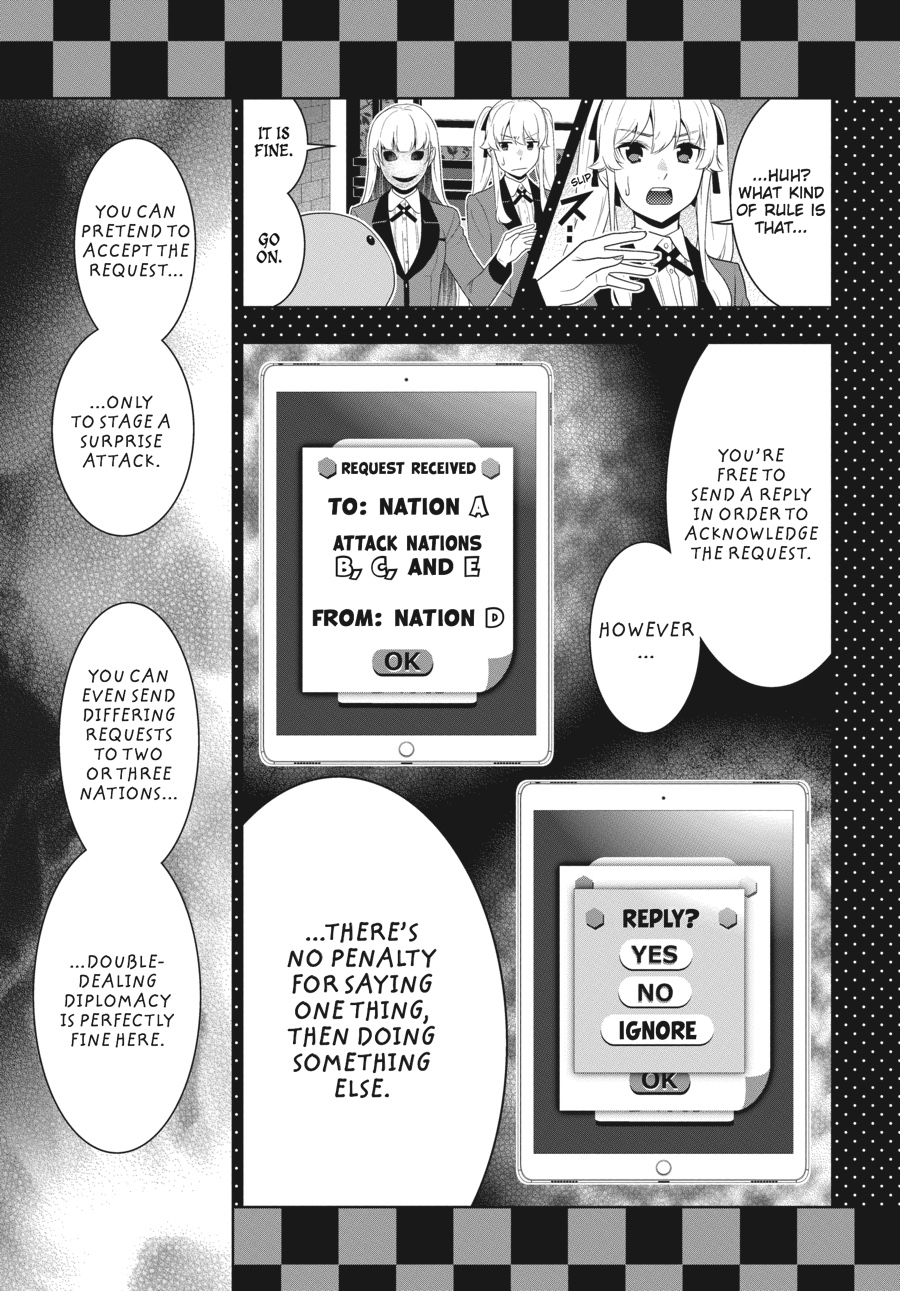 ...HUH?
WHAT KIND
OF RULE IS
THAT...
SLIP
ス...
IT IS
FINE.
GO
ON.
YOU'RE
FREE TO
SEND A REPLY
IN ORDER TO
ACKNOWLEDGE
THE REQUEST.
HOWEVER
...
REQUEST RECEIVED
TO: NATION A
ATTACK NATIONS
B, C, AND E
FROM: NATION D
OK
REPLY?
YES
NO
IGNORE
OK
...THERE'S
NO PENALTY
FOR SAYING
ONE THING,
THEN DOING
SOMETHING
ELSE.
YOU CAN
PRETEND TO
ACCEPT THE
REQUEST...
...ONLY
TO STAGE A
SURPRISE
ATTACK.
YOU CAN
EVEN SEND
DIFFERING
REQUESTS
TO TWO
OR THREE
NATIONS...
...DOUBLE-
DEALING
DIPLOMACY
IS PERFECTLY
FINE HERE.